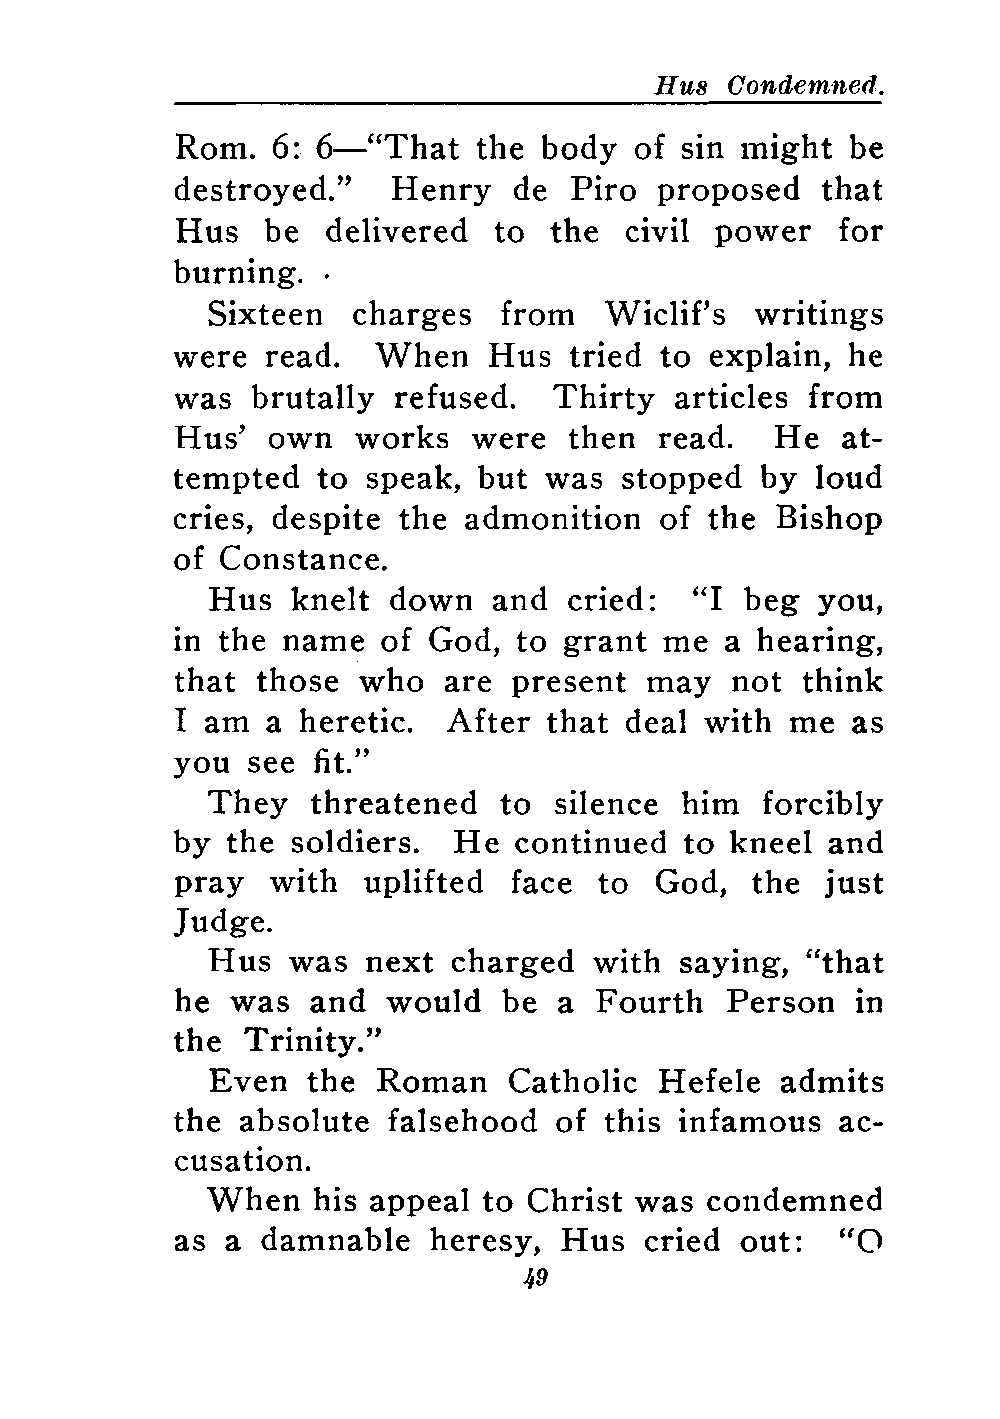 Hus Condemned.
Rom. 6: 6—“That the body of sin might be
destroyed.” Henry de Piro proposed that
Hus be delivered to the civil power for
burning.
Sixteen charges from Wiclif’s writings
were read. When Hus tried to explain, he
was brutally refused. Thirty articles from
Hus’ own works were then read. He at-
tempted to speak, but was stopped by loud
cries, despite the admonition of the Bishop
of Constance.
Hus knelt down and cried: “I beg you,
in the name of God, to grant me a hearing,
that those who are present may not think
I am a heretic. After that deal with me as
you see fit.”
They threatened to silence him forcibly
by the soldiers. He continued to kneel and
pray with uplifted face to God, the just
Judge.
Hus was next charged with saying, “that
he was and would be a Fourth Person in
the Trinity.”
Even the Roman Catholic Hefele admits
the absolute falsehood of this infamous ac-
cusation.
When his appeal to Christ was condemned
as a damnable heresy, Hus cried out: “O
49